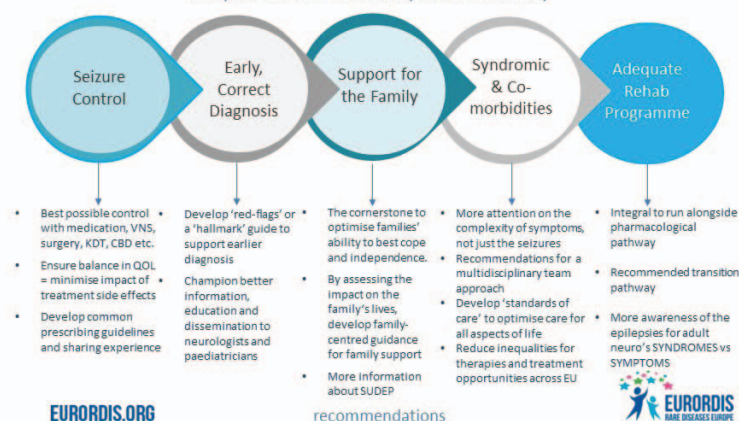 Seizure
Control
Early,
Correct
Diagnosis
Support for
the Family
Syndromic
& Co-
morbidities
Adequate
Rehab
Programme
• Best possible control
with medication, VNS,
surgery, KDT, CBD etc.
• Ensure balance in QOL
= minimise impact of
treatment side effects
• Develop common
prescribing guidelines
and sharing experience
• Develop ‘red-flags’ or
a ‘hallmark’ guide to
support earlier
diagnosis
• Champion better
information,
education and
dissemination to
neurologists and
paediatricians
• The cornerstone to
optimise families’
ability to best cope
and independence.
• By assessing the
impact on the
family’s lives,
develop family-
centred guidance
for family support
• More information
about SUDEP
• More attention on the
complexity of symptoms,
not just the seizures
• Recommendations for a
multidisciplinary team
approach
• Develop ‘standards of
care’ to optimise care for
all aspects of life
• Reduce inequalities for
therapies and treatment
opportunities across EU
• Integral to run alongside
pharmacological
pathway
• Recommended transition
pathway
• More awareness of the
epilepsies for adult
neuro’s SYNDROMES vs
SYMPTOMS
EURORDIS.ORG
recommendations
EURORDIS
RARE DISEASES EUROPE